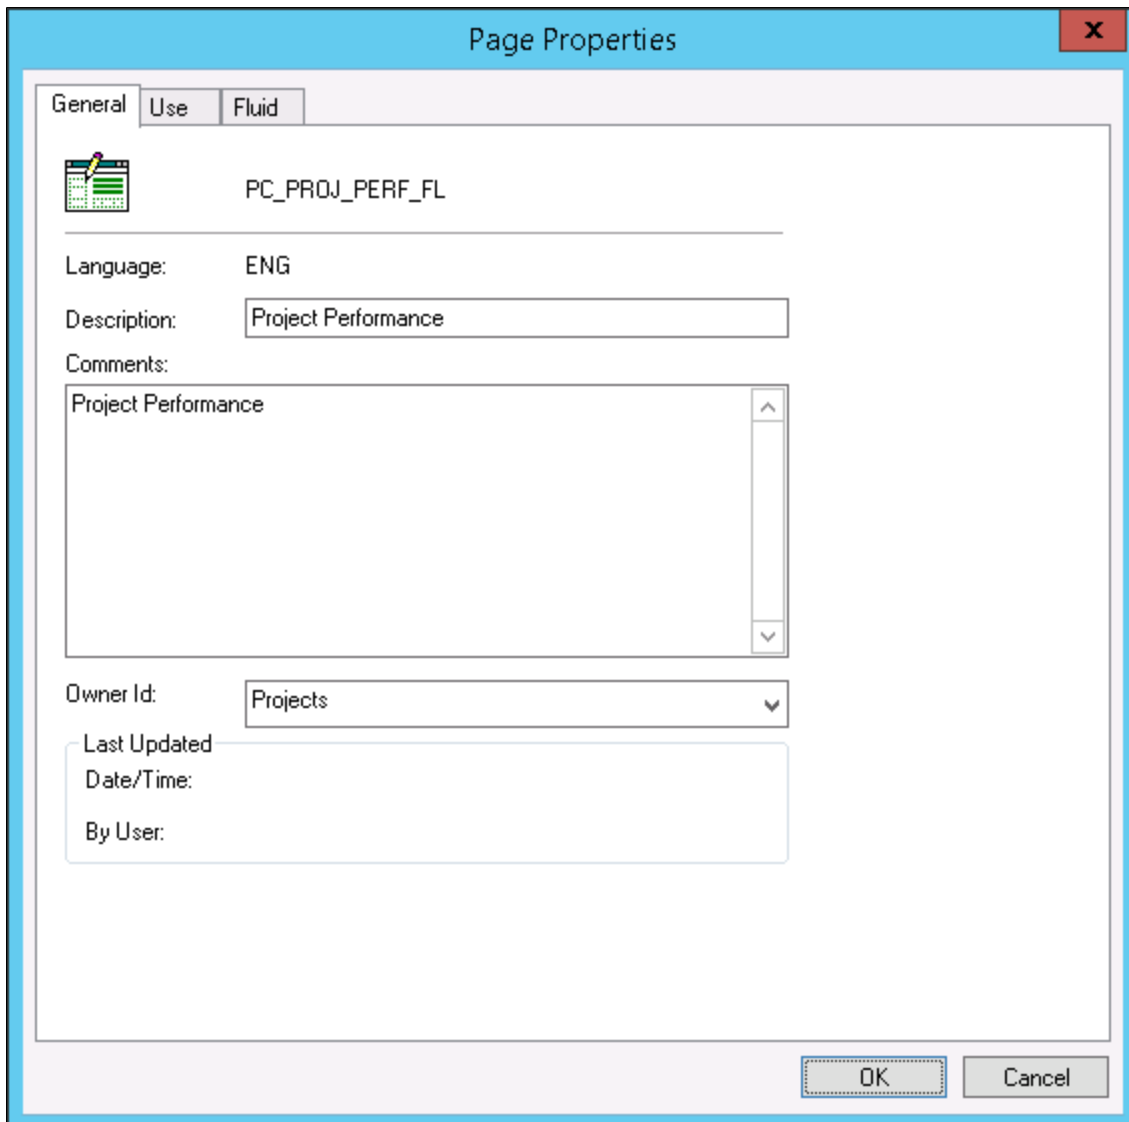 Page Properties
x
General Use Fluid
PC_PROJ_PERF_FL
Language: ENG
Description: Project Performance
Comments:
Project Performance
Owner Id: Projects
Last Updated
Date/Time:
By User:
OK Cancel